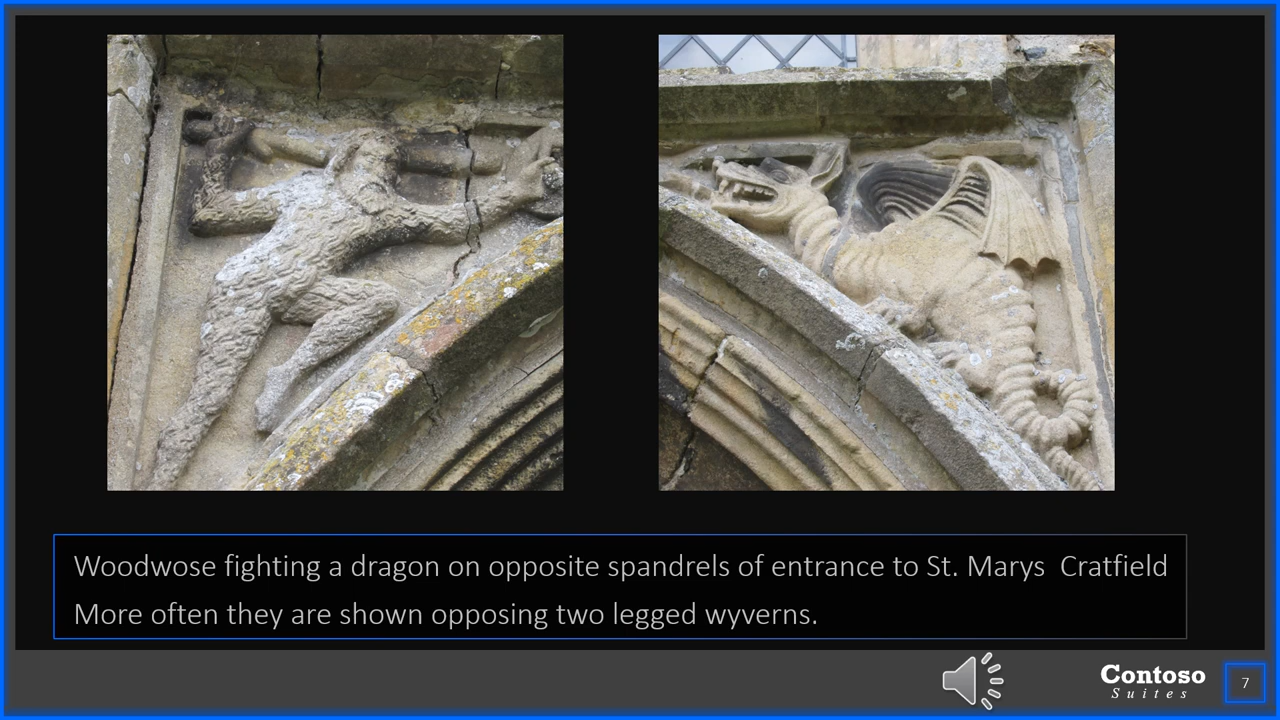 Woodwose fighting a dragon on opposite spandrels of entrance to St. Marys  Cratfield
More often they are shown opposing two legged wyverns.
Contoso
Suites
7